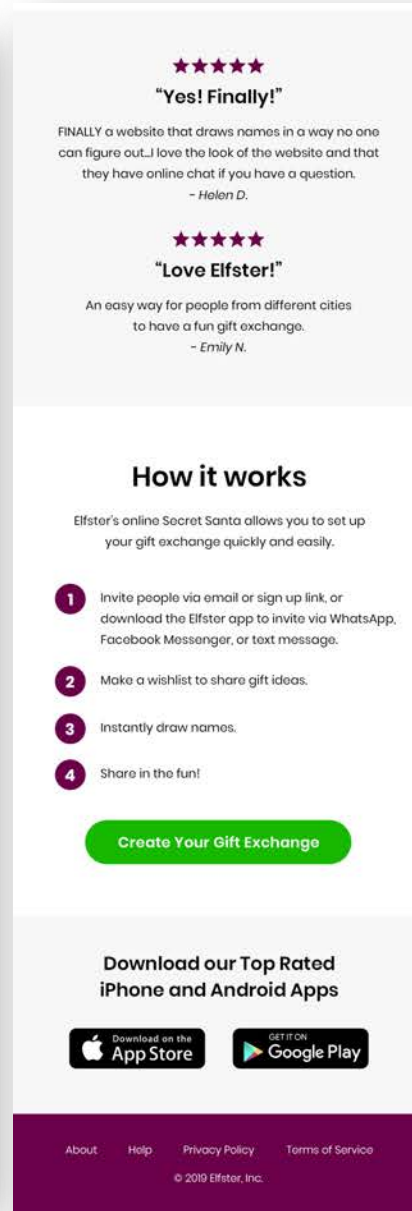 “Yes! Finally!”
FINALLY a website that draws names in a way no one
can figure out...I love the look of the website and that
they have online chat if you have a question.
- Helen D.
“Love Elfster!”
An easy way for people from different cities
to have a fun gift exchange.
- Emily N.
How it works
Elfster's online Secret Santa allows you to set up
your gift exchange quickly and easily.
1 Invite people via email or sign up link, or
download the Elfster app to invite via WhatsApp,
Facebook Messenger, or text message.
2 Make a wishlist to share gift ideas.
3 Instantly draw names.
4 Share in the fun!
Create Your Gift Exchange
Download our Top Rated
iPhone and Android Apps
Download on the
App Store
GET IT ON
Google Play
About Help Privacy Policy Terms of Service
© 2019 Elfster, Inc.